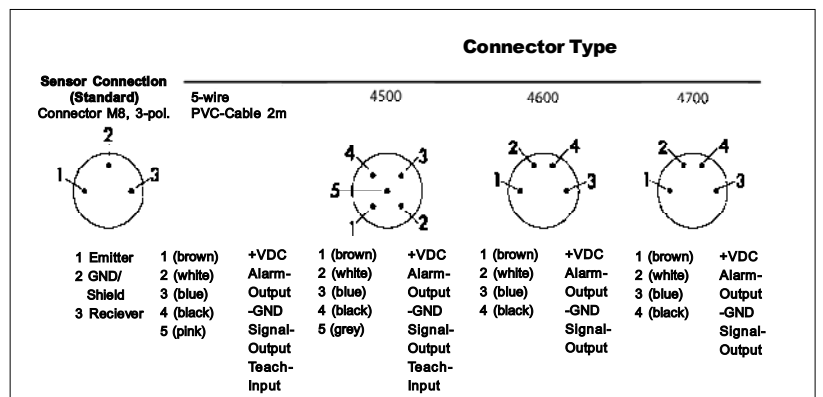 Connector Type
Sensor Connection
(Standard)
Connector M8, 3-pol.
5-wire
PVC-Cable 2m
4500
4600
4700
2
1
3
4
3
5
1
2
2
4
1
3
2
4
1
3
1 Emitter
2 GND/
Shield
3 Reciever
1 (brown)
2 (white)
3 (blue)
4 (black)
5 (pink)
+VDC
Alarm-
Output
-GND
Signal-
Output
Teach-
Input
1 (brown)
2 (white)
3 (blue)
4 (black)
5 (grey)
+VDC
Alarm-
Output
-GND
Signal-
Output
Teach-
Input
1 (brown)
2 (white)
3 (blue)
4 (black)
+VDC
Alarm-
Output
-GND
Signal-
Output
1 (brown)
2 (white)
3 (blue)
4 (black)
+VDC
Alarm-
Output
-GND
Signal-
Output